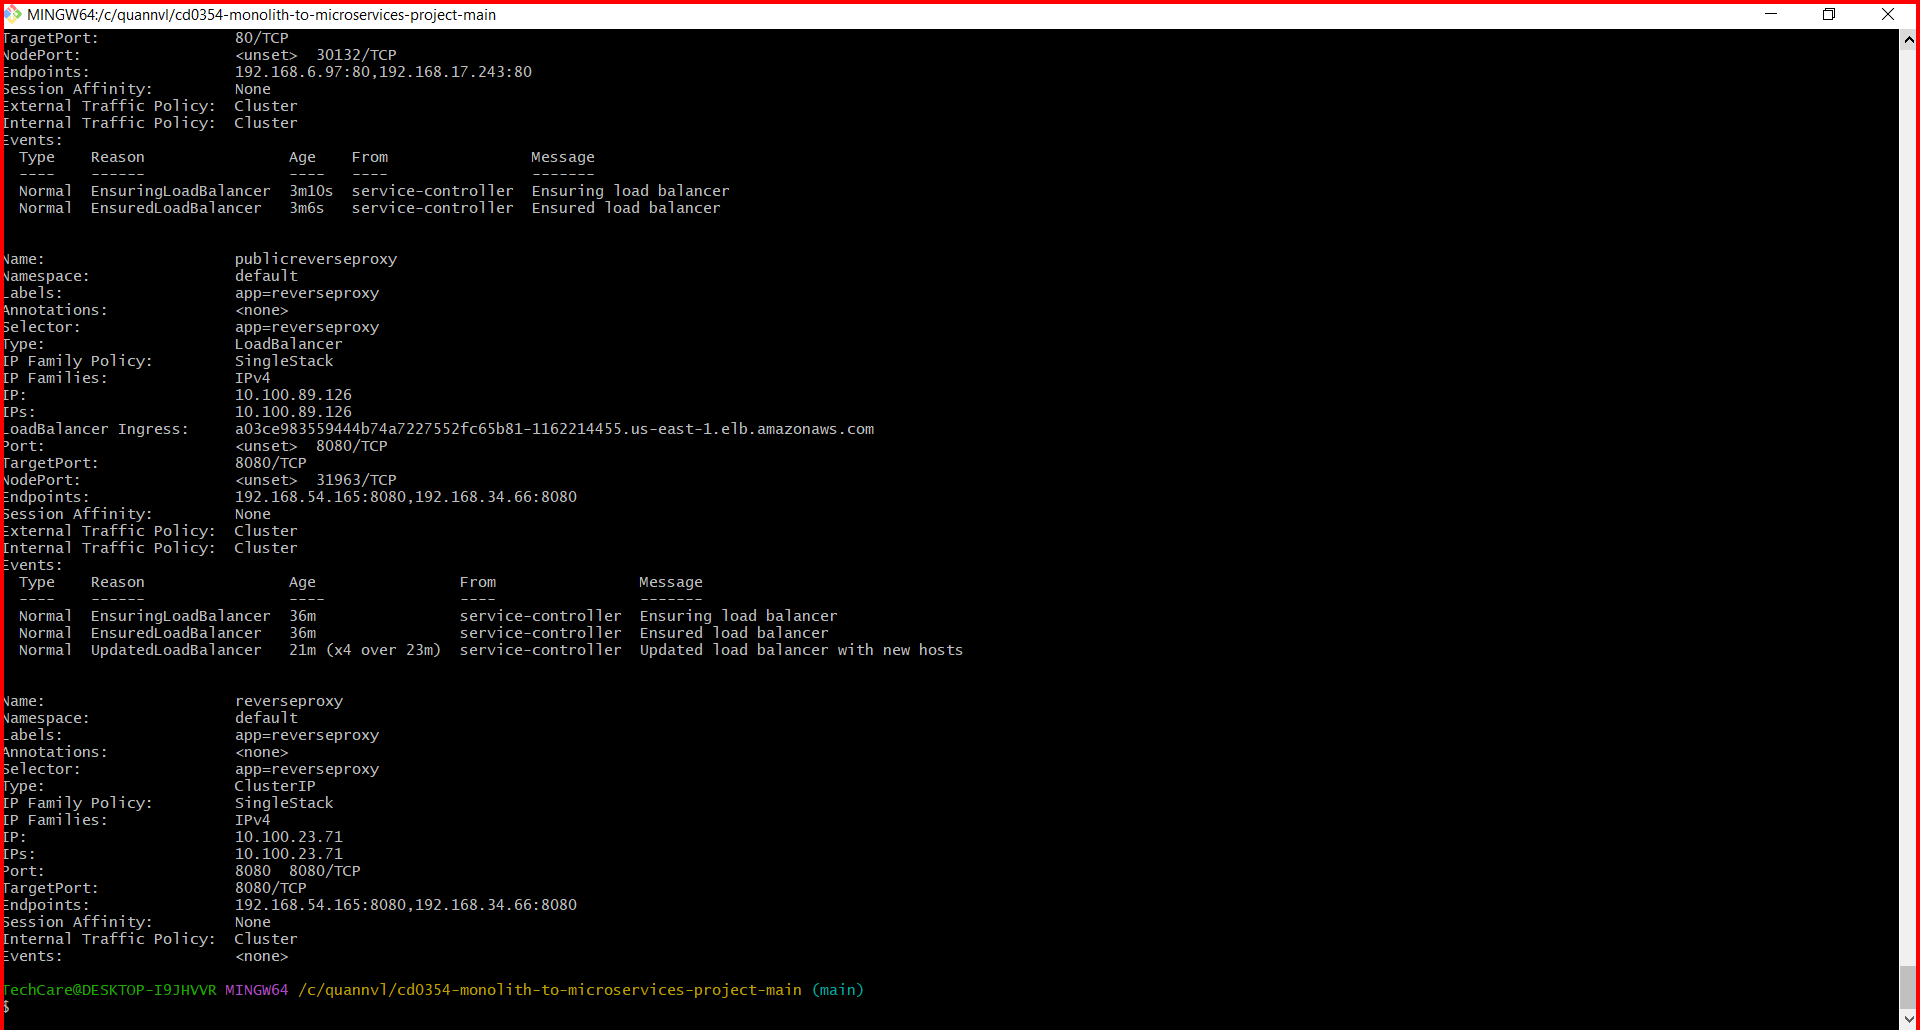 MINGW64:/c/quannvl/cd0354-monolith-to-microservices-project-main
TargetPort:               80/TCP
NodePort:                 <unset>  30132/TCP
Endpoints:                192.168.6.97:80,192.168.17.243:80
Session Affinity:         None
External Traffic Policy:  Cluster
Internal Traffic Policy:  Cluster
Events:
  Type    Reason                Age    From                Message
  ----    ------                ----   ----                -------
  Normal  EnsuringLoadBalancer  3m10s  service-controller  Ensuring load balancer
  Normal  EnsuredLoadBalancer   3m6s   service-controller  Ensured load balancer
Name:                     publicreverseproxy
Namespace:                default
Labels:                   app=reverseproxy
Annotations:              <none>
Selector:                 app=reverseproxy
Type:                     LoadBalancer
IP Family Policy:         SingleStack
IP Families:              IPv4
IP:                       10.100.89.126
IPs:                      10.100.89.126
LoadBalancer Ingress:     a03ce983559444b74a7227552fc65b81-1162214455.us-east-1.elb.amazonaws.com
Port:                     <unset>  8080/TCP
TargetPort:               8080/TCP
NodePort:                 <unset>  31963/TCP
Endpoints:                192.168.54.165:8080,192.168.34.66:8080
Session Affinity:         None
External Traffic Policy:  Cluster
Internal Traffic Policy:  Cluster
Events:
  Type    Reason                Age                From                Message
  ----    ------                ----               ----                -------
  Normal  EnsuringLoadBalancer  36m                service-controller  Ensuring load balancer
  Normal  EnsuredLoadBalancer   36m                service-controller  Ensured load balancer
  Normal  UpdatedLoadBalancer   21m (x4 over 23m)  service-controller  Updated load balancer with new hosts
Name:                     reverseproxy
Namespace:                default
Labels:                   app=reverseproxy
Annotations:              <none>
Selector:                 app=reverseproxy
Type:                     ClusterIP
IP Family Policy:         SingleStack
IP Families:              IPv4
IP:                       10.100.23.71
IPs:                      10.100.23.71
Port:                     8080  8080/TCP
TargetPort:               8080/TCP
Endpoints:                192.168.54.165:8080,192.168.34.66:8080
Session Affinity:         None
Internal Traffic Policy:  Cluster
Events:                   <none>
TechCare@DESKTOP-I9JHVVR MINGW64 /c/quannvl/cd0354-monolith-to-microservices-project-main (main)
$